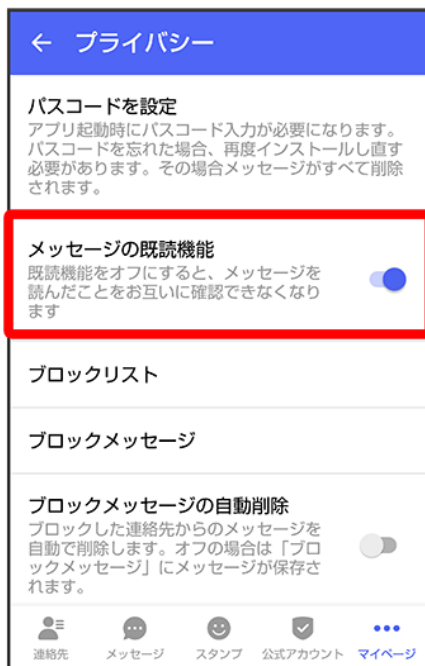 ← プライバシー
パスコードを設定
アプリ起動時にパスコード入力が必要になります。
パスコードを忘れた場合、再度インストールし直す
必要があります。その場合メッセージがすべて削除
されます。
メッセージの既読機能
既読機能をオフにすると、メッセージを
読んだことをお互いに確認できなくなり
ます
ブロックリスト
ブロックメッセージ
ブロックメッセージの自動削除
ブロックした連絡先からのメッセージを
自動で削除します。オフの場合は「ブロ
ックメッセージ」にメッセージが保存さ
れます。
連絡先 メッセージ スタンプ 公式アカウント マイページ